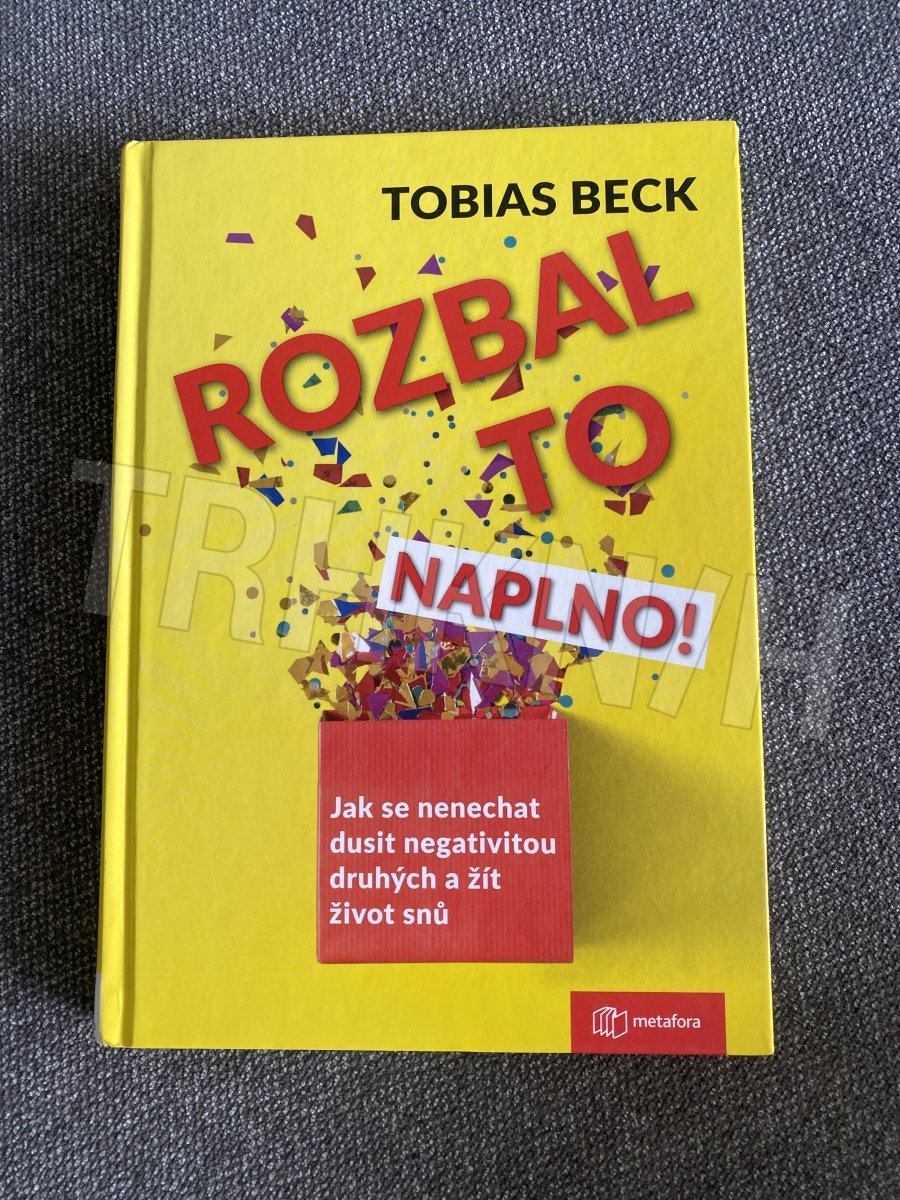 TOBIAS BECK
ROZBAL
TO
NAPLNO!
Jak se nenechat
dusit negativitou
druhých a žít
život snů
metafora